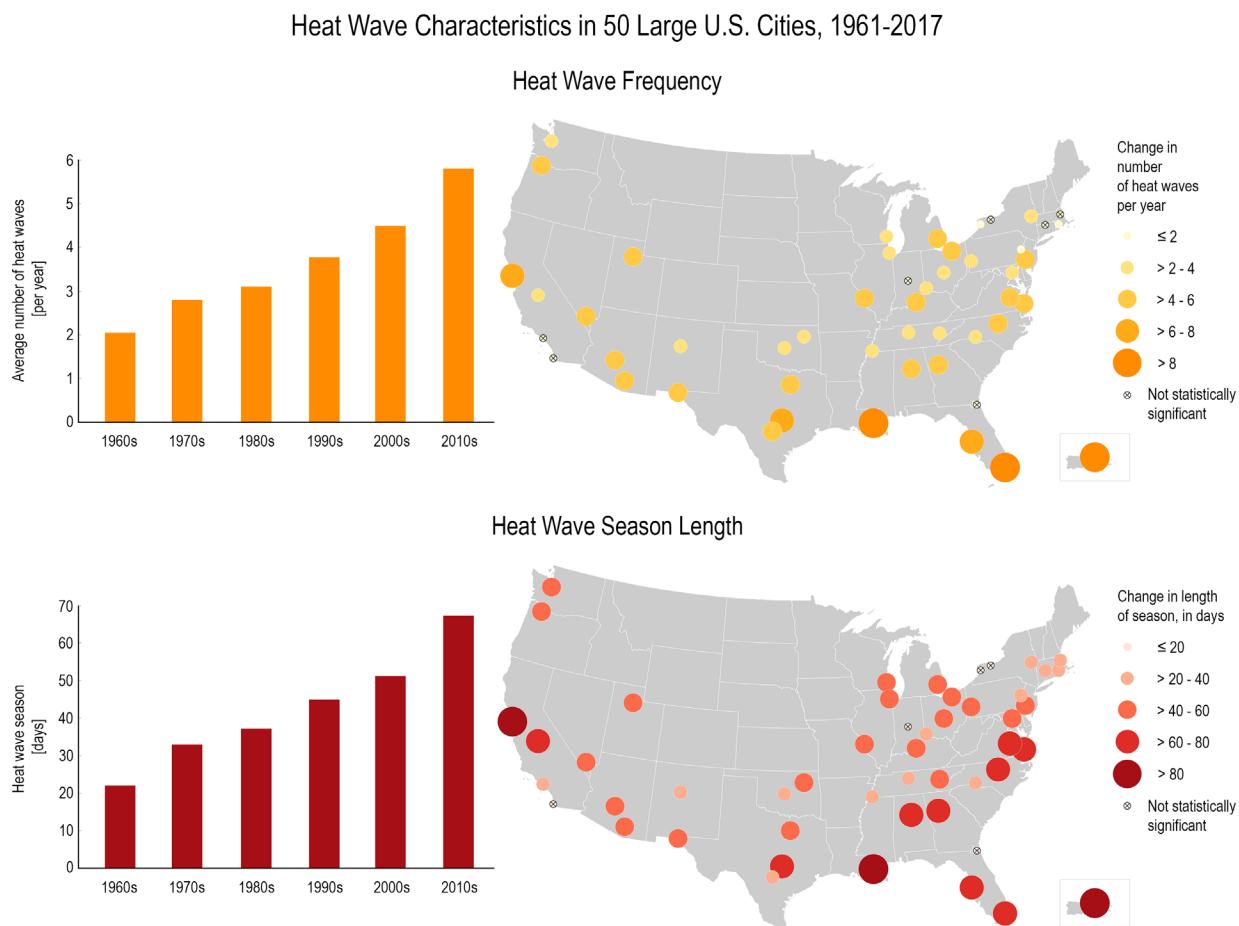 Heat Wave Characteristics in 50 Large U.S. Cities, 1961-2017
Heat Wave Frequency
Average number of heat waves
[per year]
6
5
4
3
2
1
0
1960s 1970s 1980s 1990s 2000s 2010s
Change in
number
of heat waves
per year
≤ 2
> 2 - 4
> 4 - 6
> 6 - 8
> 8
Not statistically
significant
Heat Wave Season Length
Heat wave season
[days]
70
60
50
40
30
20
10
0
1960s 1970s 1980s 1990s 2000s 2010s
Change in length
of season, in days
≤ 20
> 20 - 40
> 40 - 60
> 60 - 80
> 80
Not statistically
significant